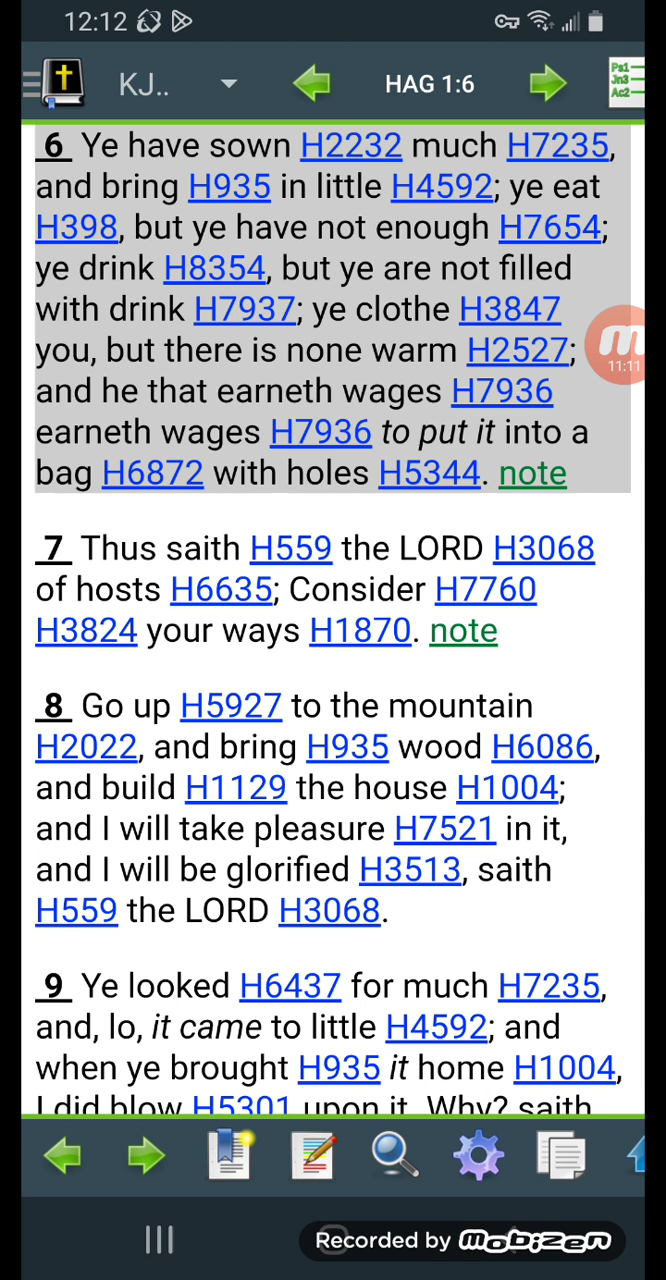 12:12
KJ..
HAG 1:6
Ps1
Jn3
Ac2
6 Ye have sown H2232 much H7235,
and bring H935 in little H4592; ye eat
H398, but ye have not enough H7654;
ye drink H8354, but ye are not filled
with drink H7937; ye clothe H3847
you, but there is none warm H2527;
11:11
and he that earneth wages H7936
earneth wages H7936 to put it into a
bag H6872 with holes H5344. note
7 Thus saith H559 the LORD H3068
of hosts H6635; Consider H7760
H3824 your ways H1870. note
8 Go up H5927 to the mountain
H2022, and bring H935 wood H6086,
and build H1129 the house H1004;
and I will take pleasure H7521 in it,
and I will be glorified H3513, saith
H559 the LORD H3068.
9 Ye looked H6437 for much H7235,
and, lo, it came to little H4592; and
when ye brought H935 it home H1004,
I did blow H5301 upon it. Why? saith
Recorded by mobizen